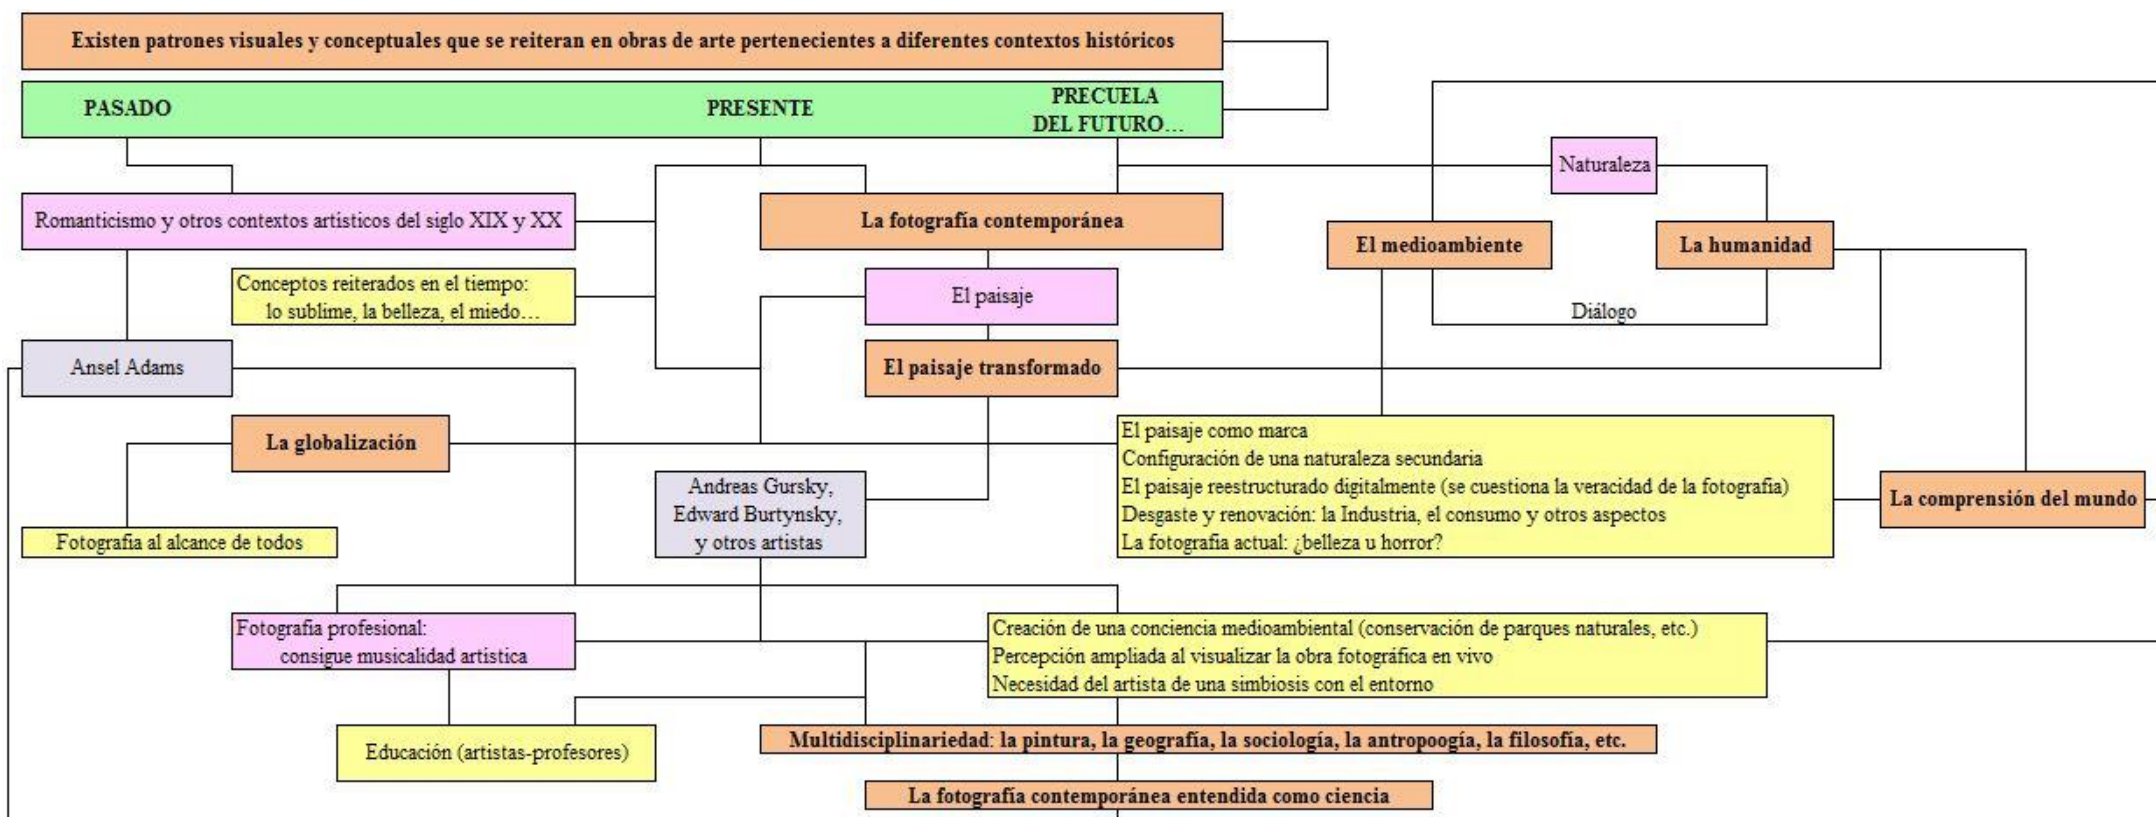 Existen patrones visuales y conceptuales que se reiteran en obras de arte pertenecientes a diferentes contextos históricos
PASADO
PRESENTE
PRECUELA
DEL FUTURO…
Naturaleza
Romanticismo y otros contextos artísticos del siglo XIX y XX
La fotografía contemporánea
El medioambiente
La humanidad
Conceptos reiterados en el tiempo:
lo sublime, la belleza, el miedo…
El paisaje
Diálogo
Ansel Adams
El paisaje transformado
La globalización
El paisaje como marca
Configuración de una naturaleza secundaria
El paisaje reestructurado digitalmente (se cuestiona la veracidad de la fotografía)
Desgaste y renovación: la Industria, el consumo y otros aspectos
La fotografía actual: ¿belleza u horror?
Andreas Gursky,
Edward Burtynsky,
y otros artistas
La comprensión del mundo
Fotografía al alcance de todos
Fotografía profesional:
consigue musicalidad artística
Creación de una conciencia medioambiental (conservación de parques naturales, etc.)
Percepción ampliada al visualizar la obra fotográfica en vivo
Necesidad del artista de una simbiosis con el entorno
Educación (artistas-profesores)
Multidisciplinariedad: la pintura, la geografía, la sociología, la antropoogía, la filosofía, etc.
La fotografía contemporánea entendida como ciencia